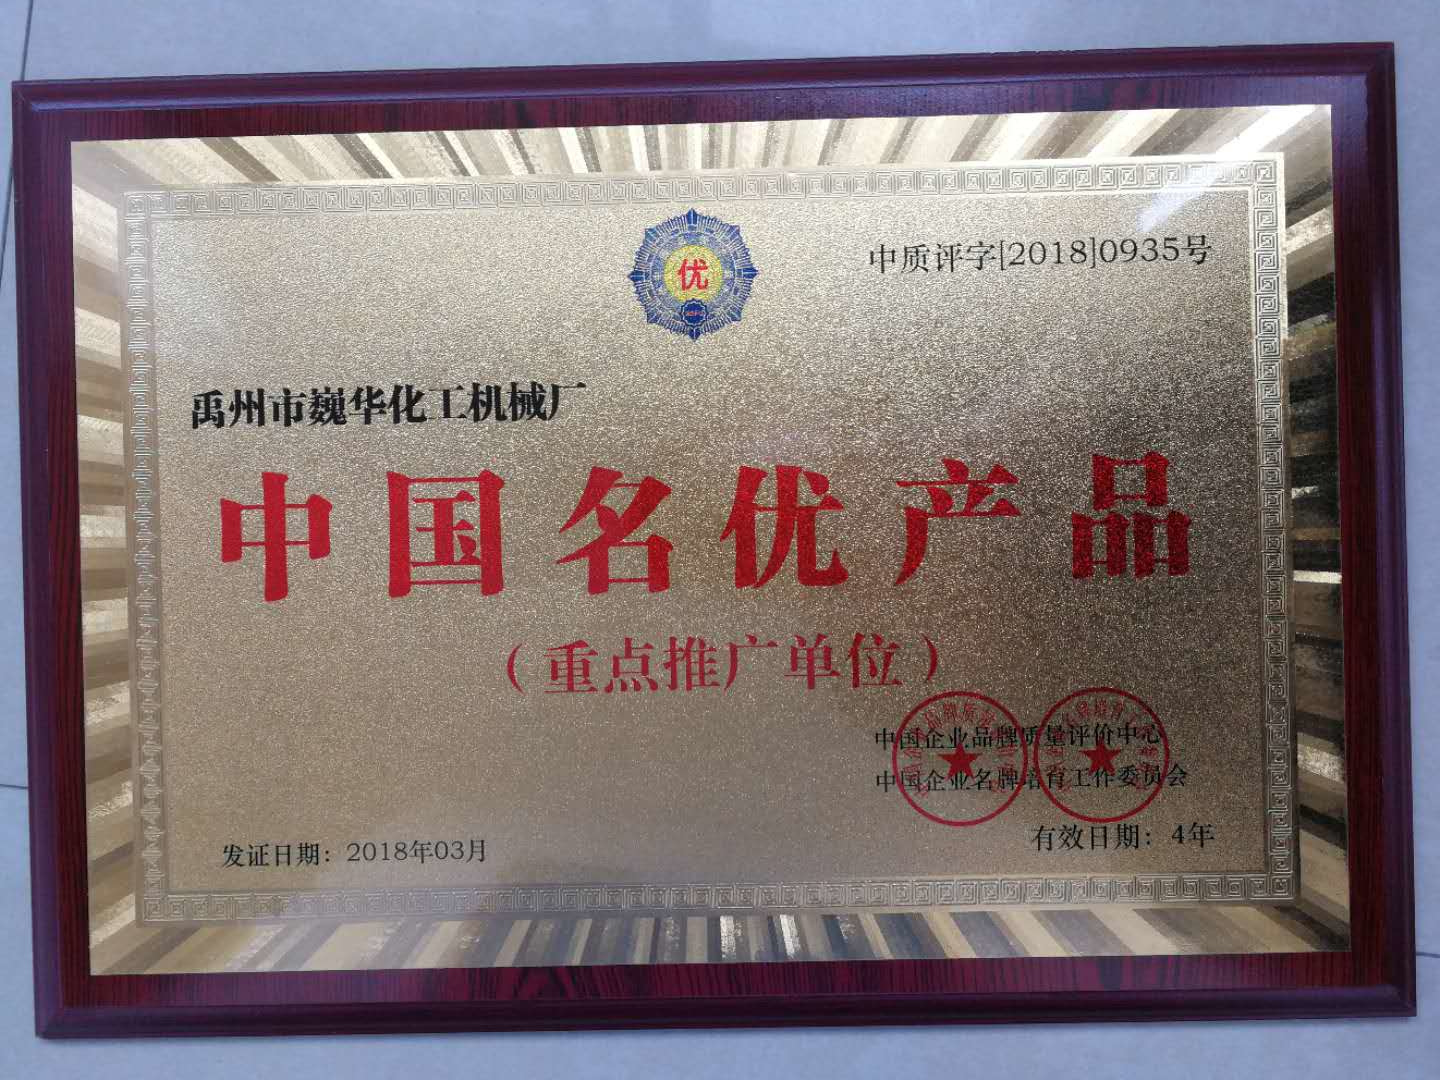 优
中质评字[2018]0935号
禹州市巍华化工机械厂
中国名优产品
（重点推广单位）
中国企业品牌质量评价中心
中国企业名牌培育工作委员会
发证日期：2018年03月
有效日期：4年